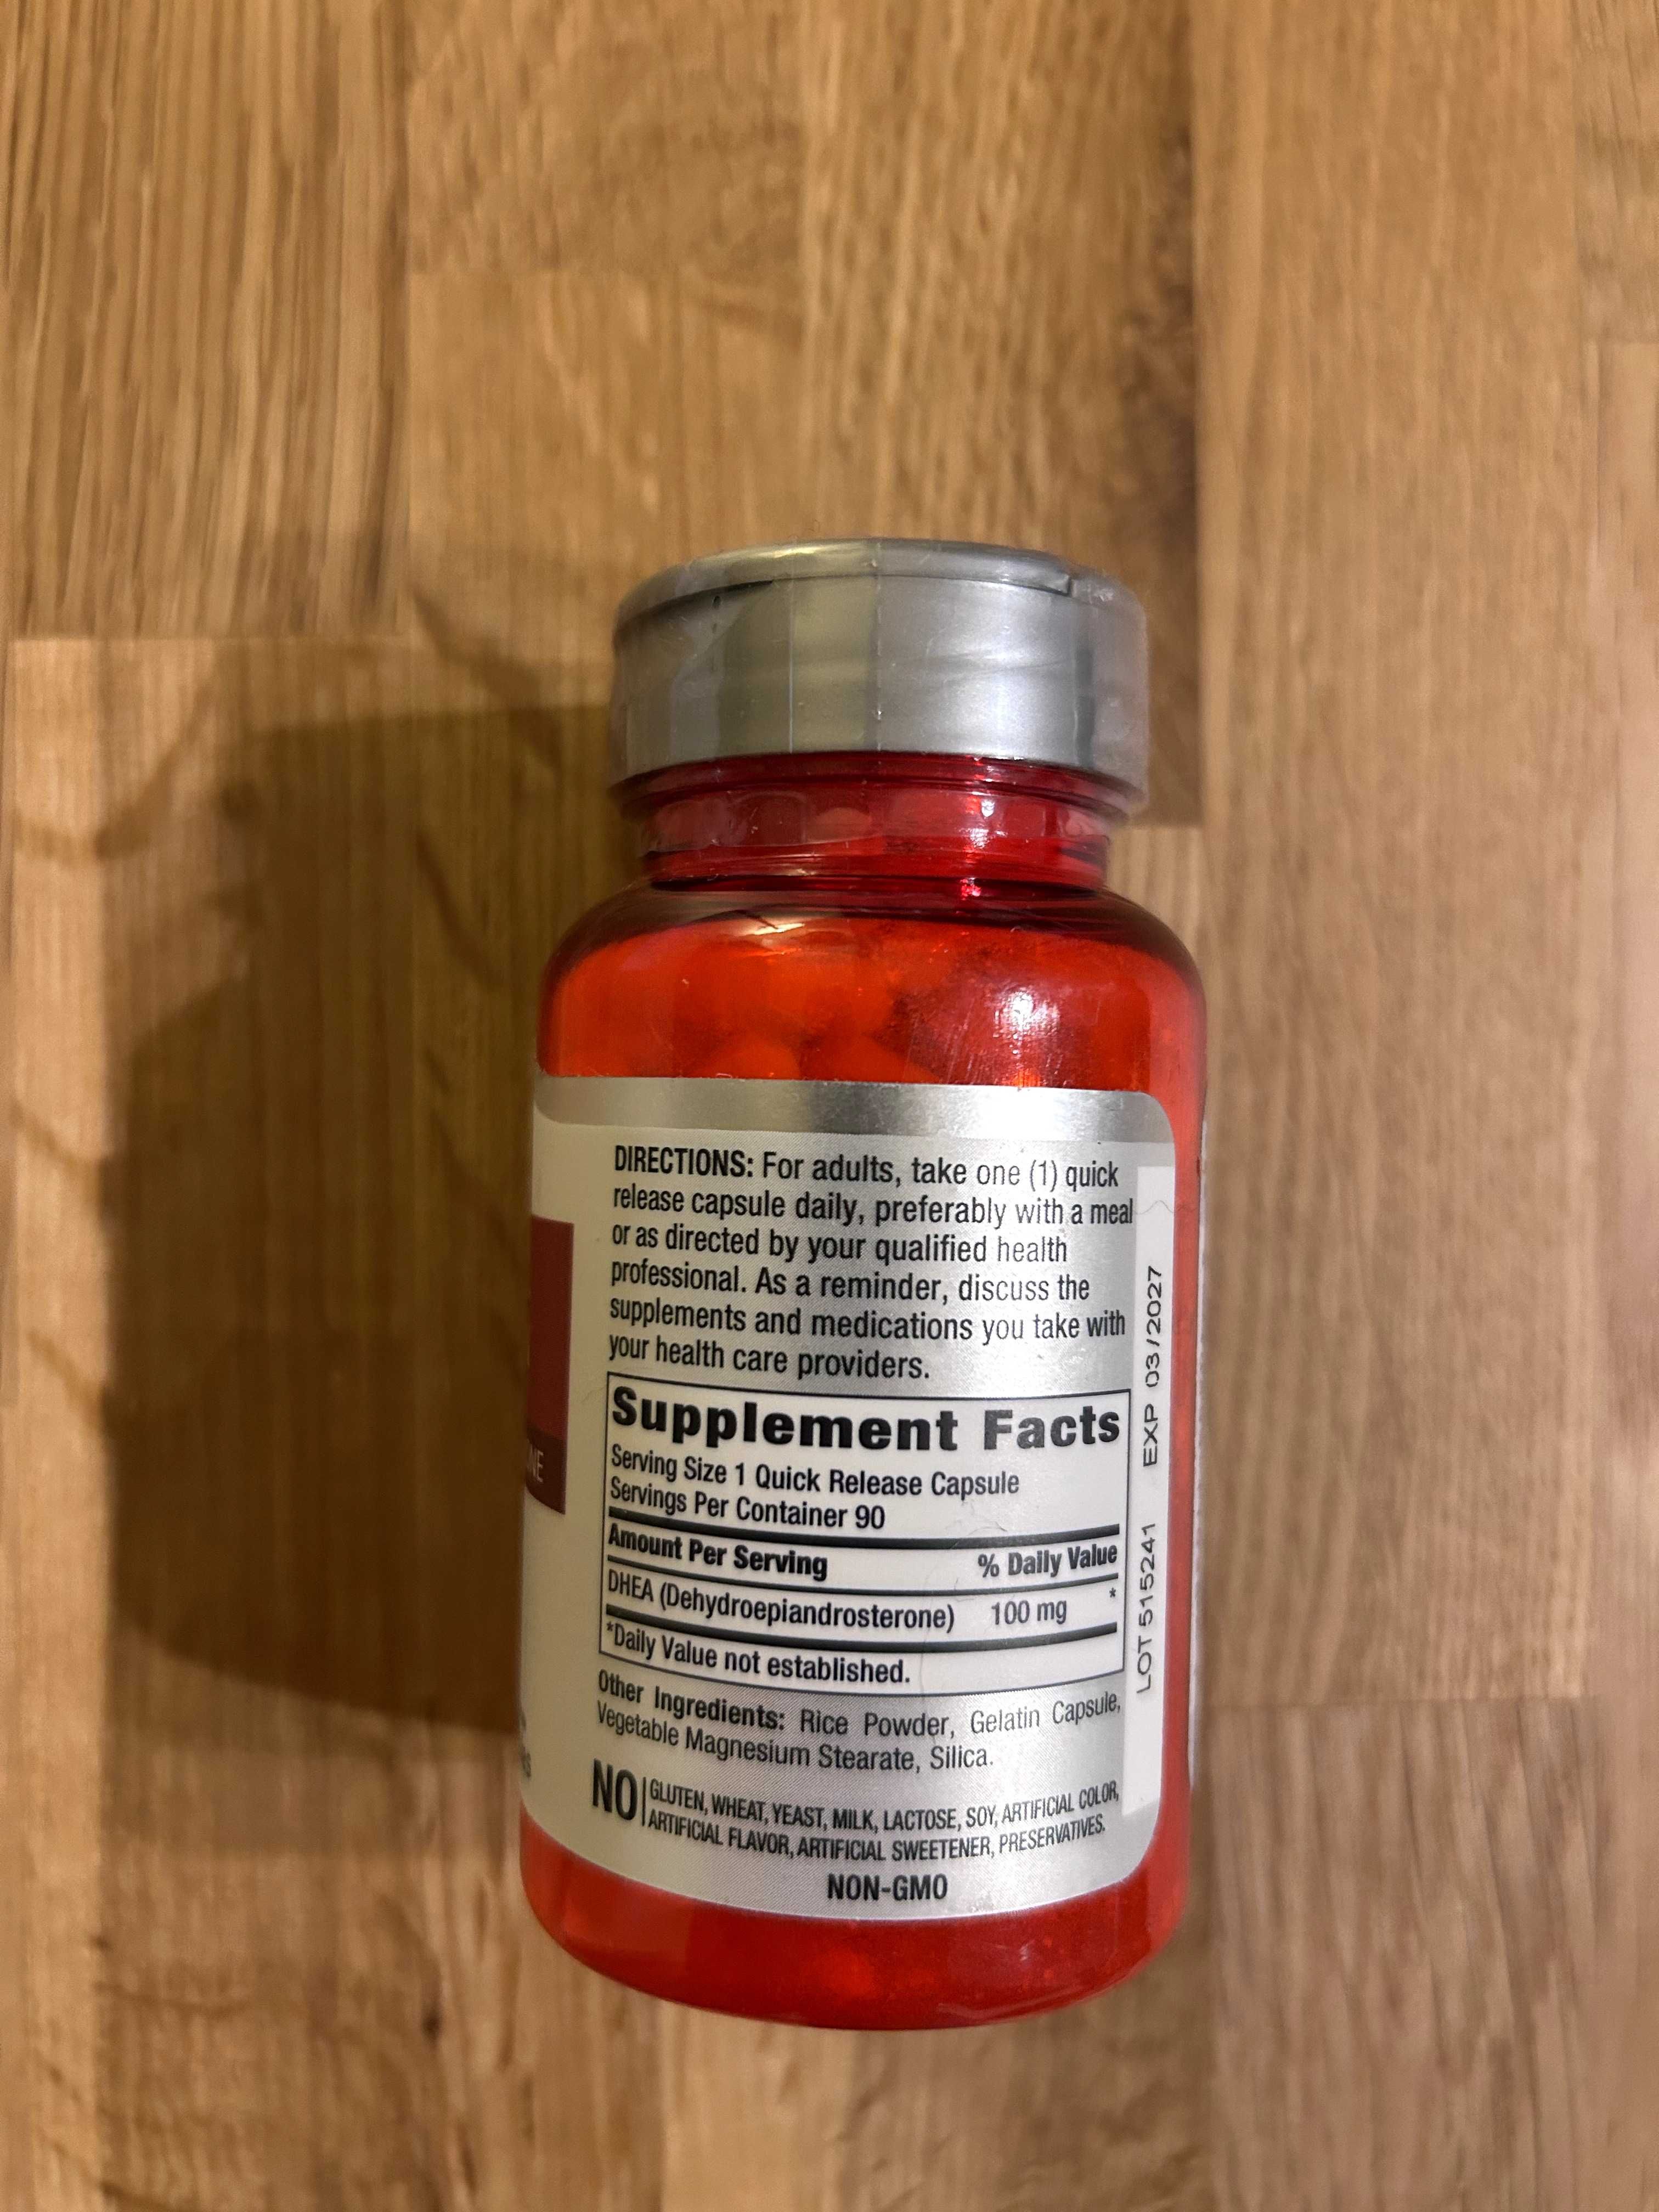 DIRECTIONS: For adults, take one (1) quick
release capsule daily, preferably with a meal
or as directed by your qualified health
professional. As a reminder, discuss the
supplements and medications you take with
your health care providers.
Supplement Facts
Serving Size 1 Quick Release Capsule
Servings Per Container 90
Amount Per Serving % Daily Value
DHEA (Dehydroepiandrosterone) 100 mg *
*Daily Value not established.
Other Ingredients: Rice Powder, Gelatin Capsule,
Vegetable Magnesium Stearate, Silica.
NO GLUTEN, WHEAT, YEAST, MILK, LACTOSE, SOY, ARTIFICIAL COLOR,
ARTIFICIAL FLAVOR, ARTIFICIAL SWEETENER, PRESERVATIVES.
NON-GMO
LOT 515241 EXP 03/2027